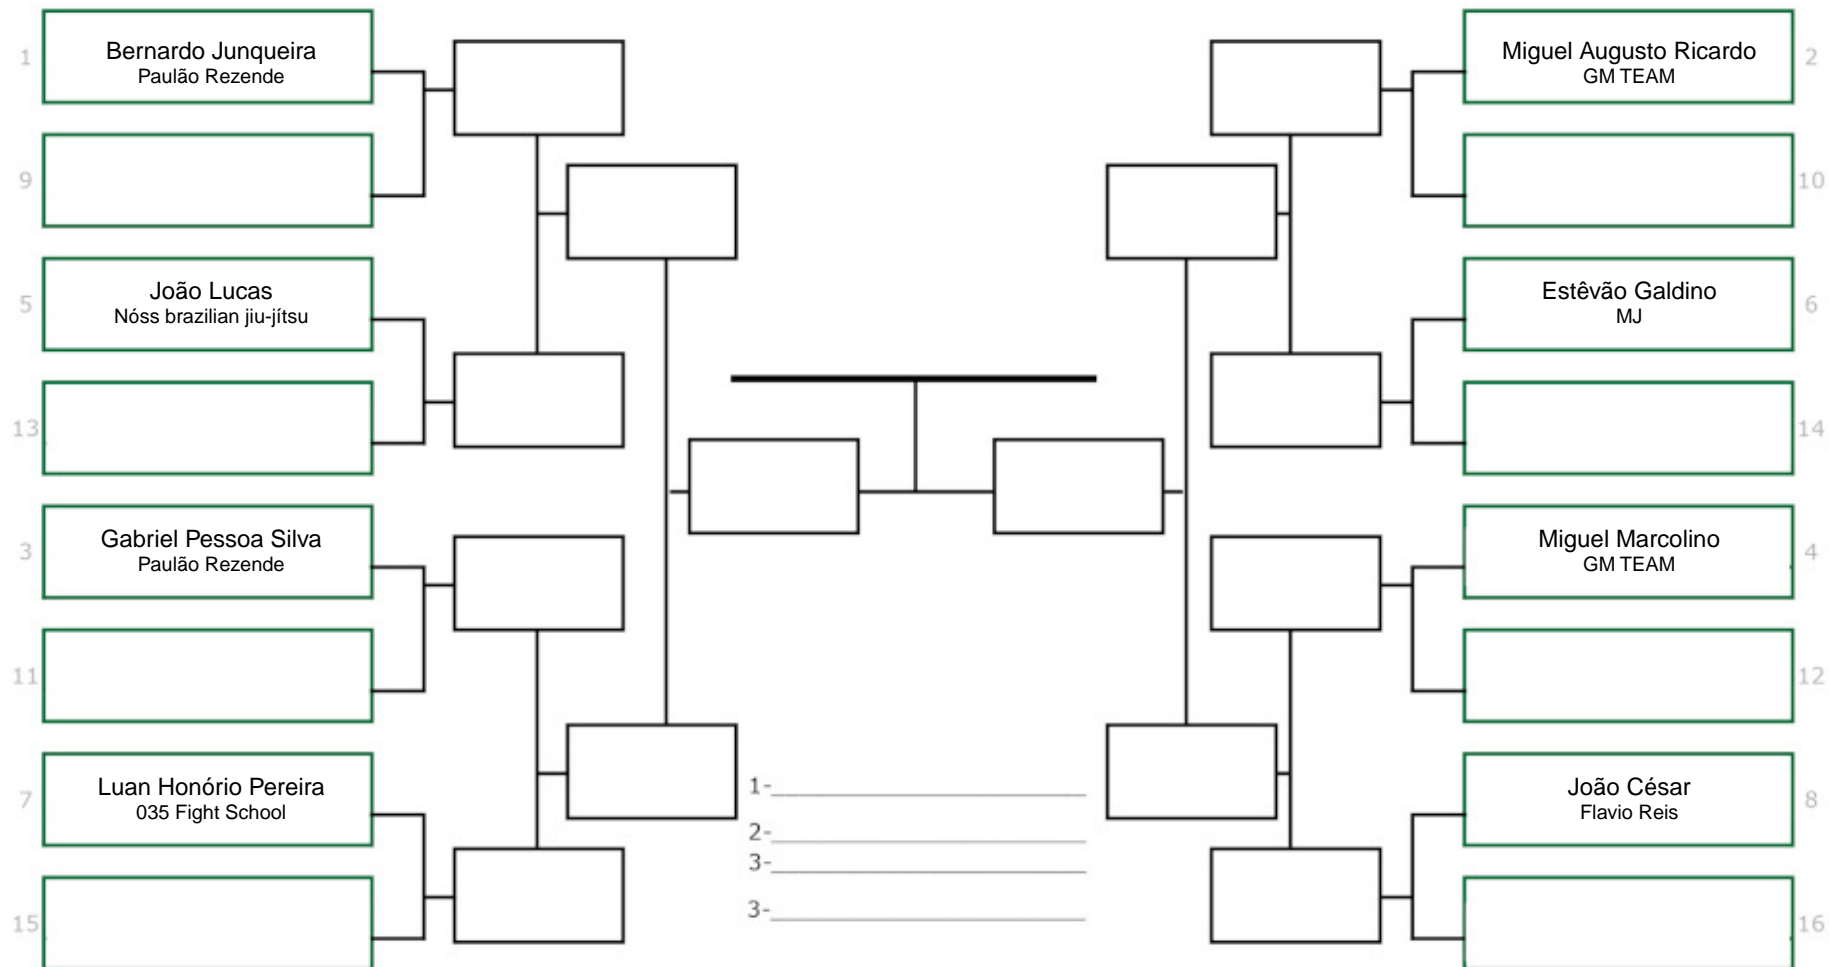 1
Bernardo Junqueira
Paulão Rezende
9
5
João Lucas
Nóss brazilian jiu-jítsu
13
3
Gabriel Pessoa Silva
Paulão Rezende
11
7
Luan Honório Pereira
035 Fight School
15
1-
2-
3-
3-
Miguel Augusto Ricardo
GM TEAM
2
10
Estêvão Galdino
MJ
6
14
Miguel Marcolino
GM TEAM
4
12
João César
Flavio Reis
8
16